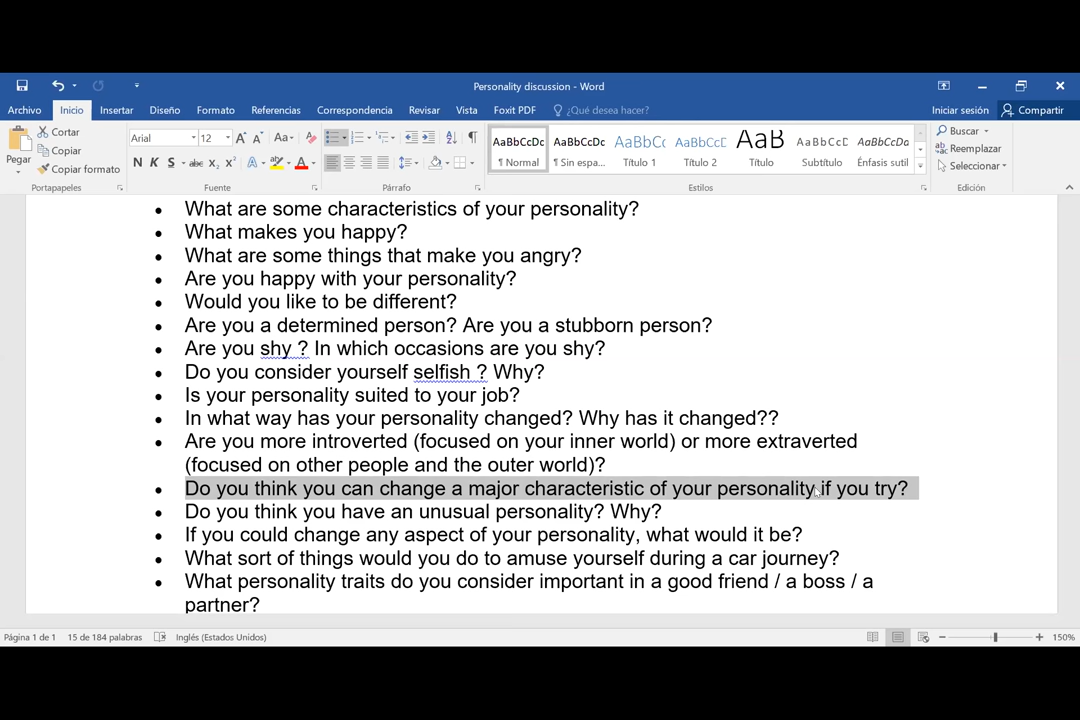 Personality discussion - Word
Archivo Inicio Insertar Diseño Formato Referencias Correspondencia Revisar Vista Foxit PDF ¿Qué desea hacer? Iniciar sesión Compartir
Pegar Cortar Copiar Copiar formato
Arial 12 Aa
N K S abc x₂ x² A
AaBbCcDc AaBbCcDc AaBbCc AaBbCcD AaB AaBbCcD AaBbCcDc
¶ Normal ¶ Sin espa... Título 1 Título 2 Título Subtítulo Énfasis sutil
Buscar
Reemplazar
Seleccionar
Portapapeles Fuente Párrafo Estilos Edición
• What are some characteristics of your personality?
• What makes you happy?
• What are some things that make you angry?
• Are you happy with your personality?
• Would you like to be different?
• Are you a determined person? Are you a stubborn person?
• Are you shy ? In which occasions are you shy?
• Do you consider yourself selfish ? Why?
• Is your personality suited to your job?
• In what way has your personality changed? Why has it changed??
• Are you more introverted (focused on your inner world) or more extraverted
(focused on other people and the outer world)?
• Do you think you can change a major characteristic of your personality if you try?
• Do you think you have an unusual personality? Why?
• If you could change any aspect of your personality, what would it be?
• What sort of things would you do to amuse yourself during a car journey?
• What personality traits do you consider important in a good friend / a boss / a
partner?
Página 1 de 1 15 de 184 palabras Inglés (Estados Unidos) 150%